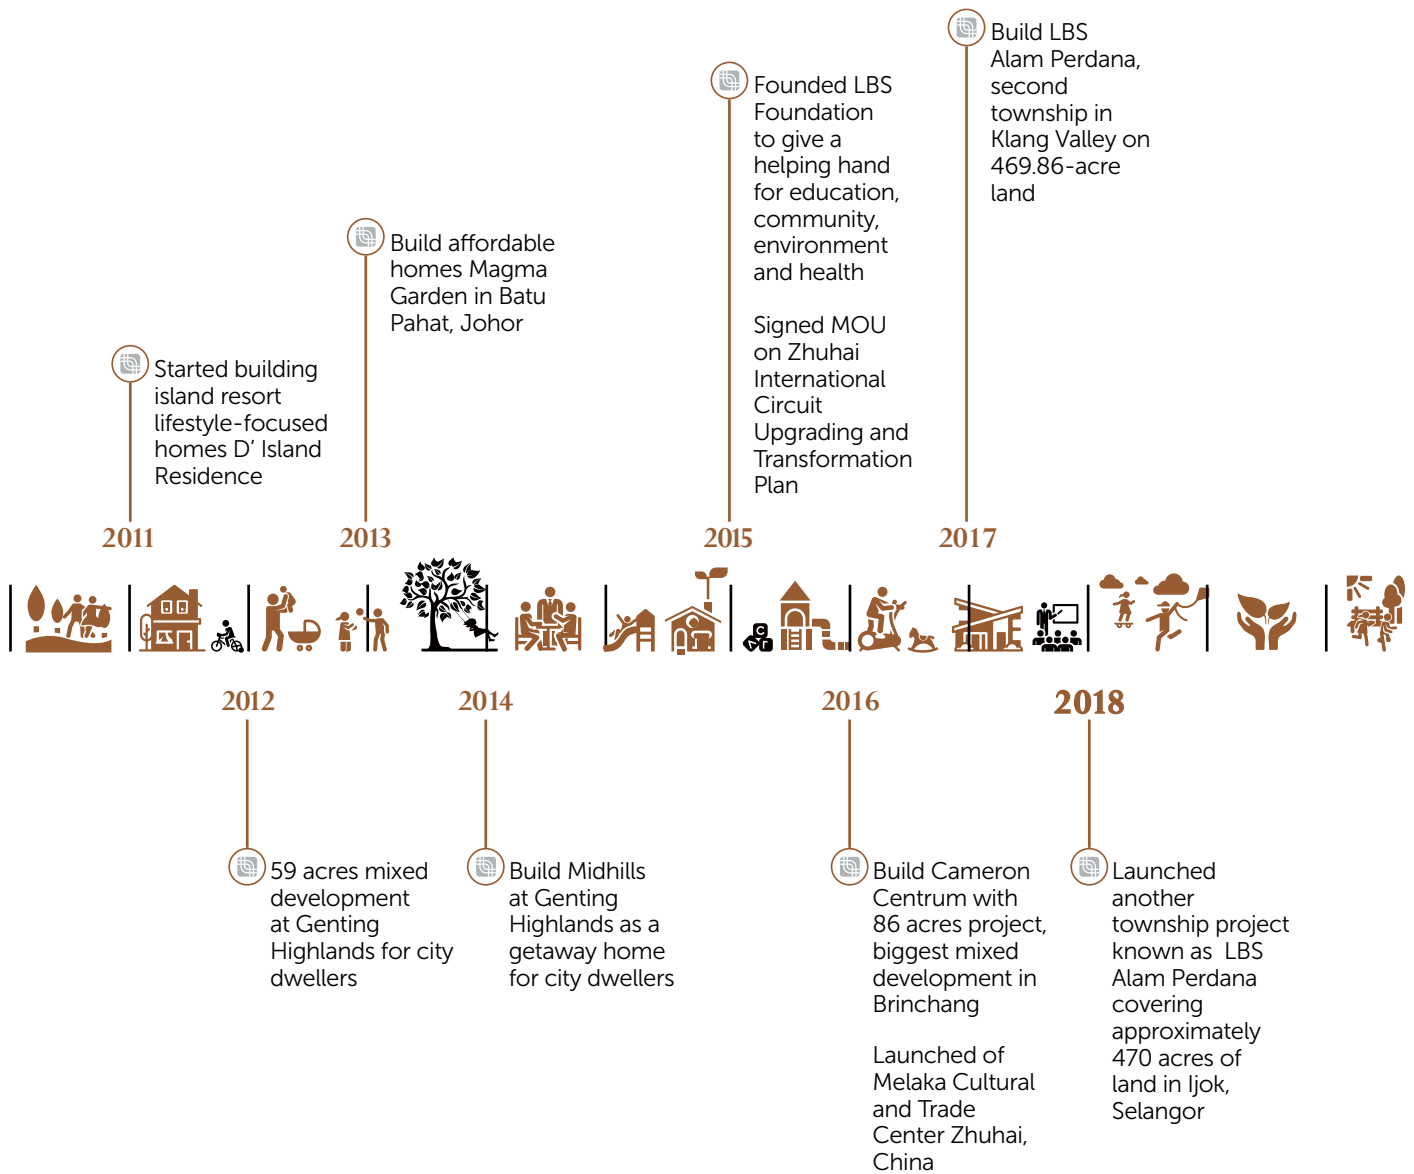 2011
Started building
island resort
lifestyle-focused
homes D’ Island
Residence
2012
59 acres mixed
development
at Genting
Highlands for city
dwellers
2013
Build affordable
homes Magma
Garden in Batu
Pahat, Johor
2014
Build Midhills
at Genting
Highlands as a
getaway home
for city dwellers
2015
Founded LBS
Foundation
to give a
helping hand
for education,
community,
environment
and health
Signed MOU
on Zhuhai
International
Circuit
Upgrading and
Transformation
Plan
2016
Build Cameron
Centrum with
86 acres project,
biggest mixed
development in
Brinchang
Launched of
Melaka Cultural
and Trade
Center Zhuhai,
China
2017
Build LBS
Alam Perdana,
second
township in
Klang Valley on
469.86-acre
land
2018
Launched
another
township project
known as LBS
Alam Perdana
covering
approximately
470 acres of
land in Ijok,
Selangor